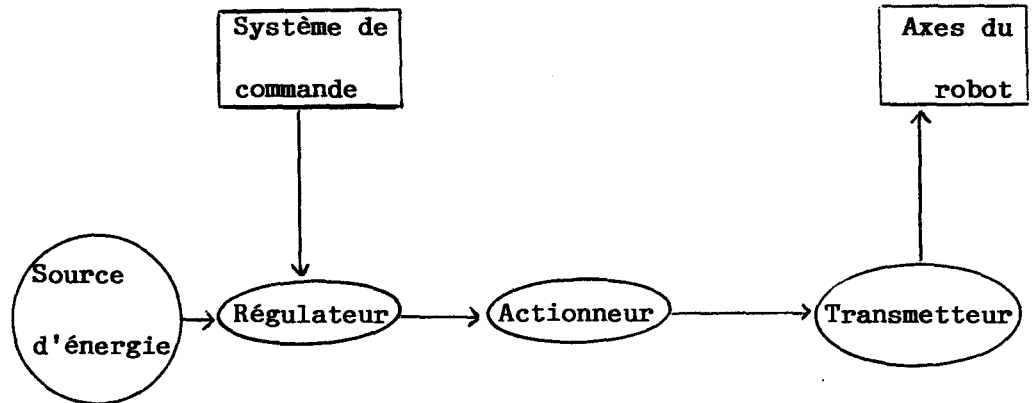 Système de
commande
Axes du
robot
Source
d'énergie
Régulateur
Actionneur
Transmetteur